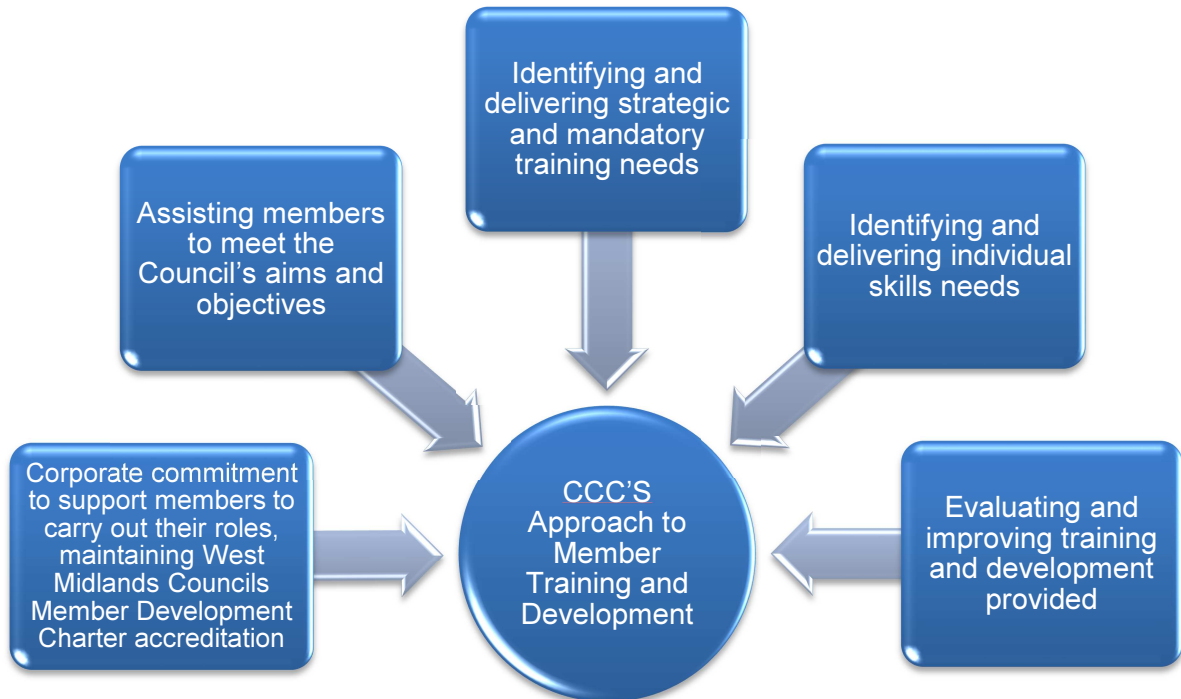 Corporate commitment
to support members to
carry out their roles,
maintaining West
Midlands Councils
Member Development
Charter accreditation
Assisting members
to meet the
Council’s aims and
objectives
Identifying and
delivering strategic
and mandatory
training needs
Identifying and
delivering individual
skills needs
Evaluating and
improving training
and development
provided
CCC’S
Approach to
Member
Training and
Development